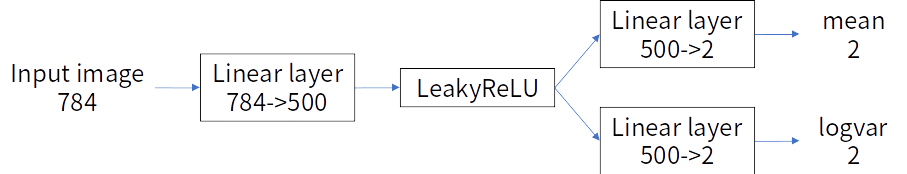 Input image
784
Linear layer
784->500
LeakyReLU
Linear layer
500->2
mean
2
Linear layer
500->2
logvar
2